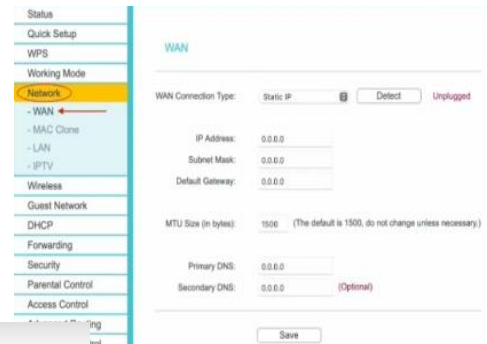 Status
Quick Setup
WPS
Working Mode
Network
- WAN
- MAC Clone
- LAN
- IPTV
Wireless
Guest Network
DHCP
Forwarding
Security
Parental Control
Access Control
WAN
WAN Connection Type: Static IP Detect Unplugged
IP Address: 0.0.0.0
Subnet Mask: 0.0.0.0
Default Gateway: 0.0.0.0
MTU Size (in bytes): 1500 (The default is 1500, do not change unless necessary.)
Primary DNS: 0.0.0.0
Secondary DNS: 0.0.0.0 (Optional)
Save